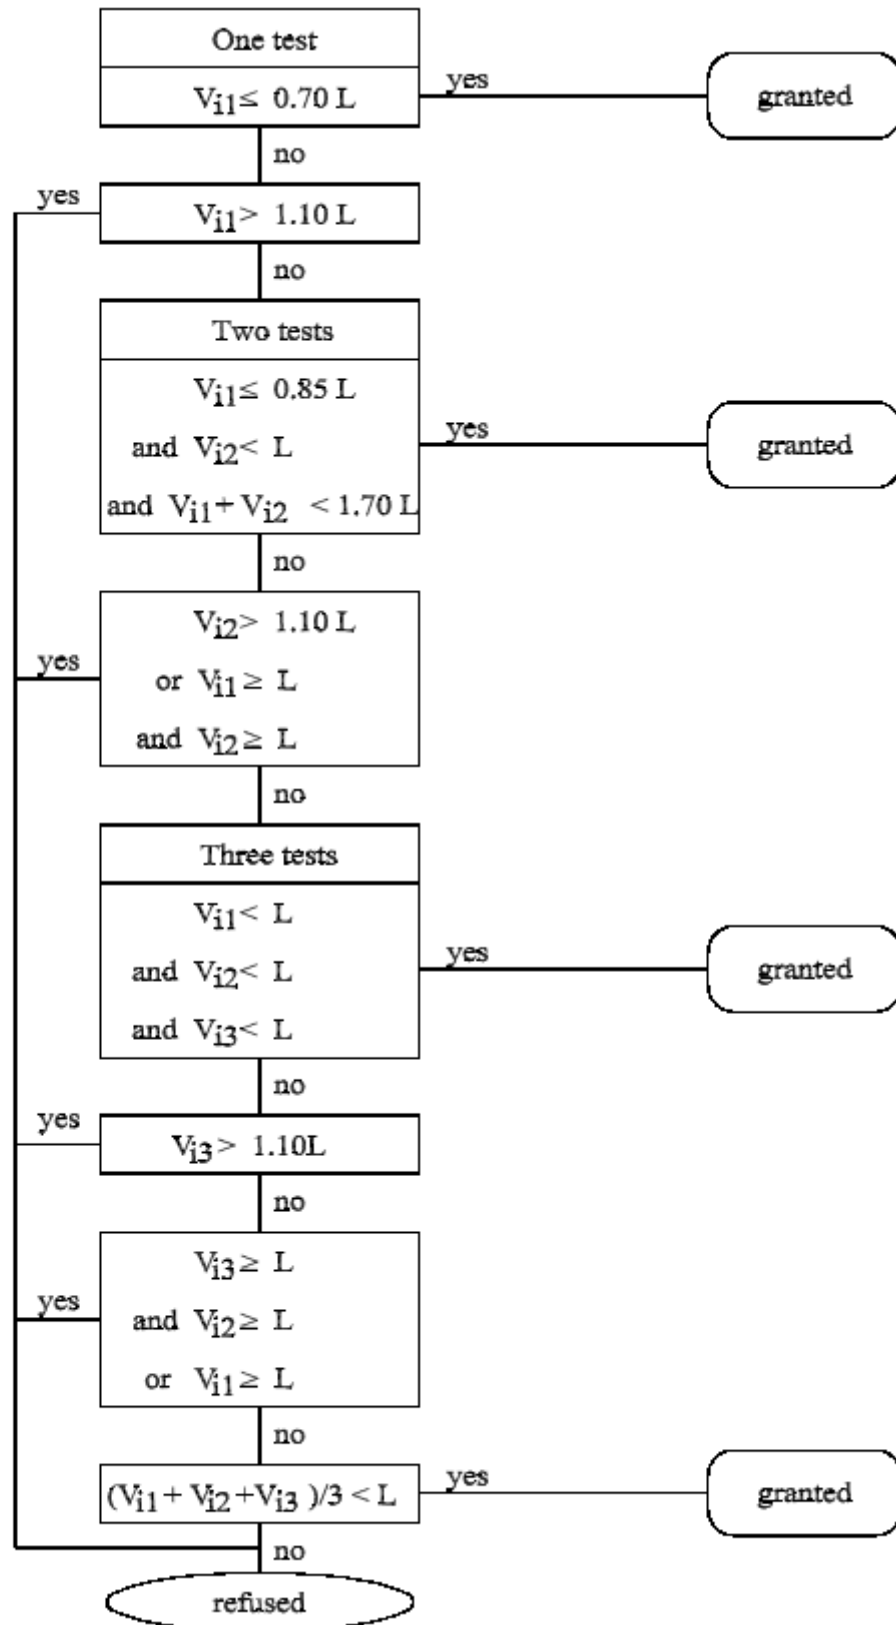 One test
Vi1≤ 0.70 L
yes
granted
no
yes
Vi1> 1.10 L
no
Two tests
Vi1≤ 0.85 L
and Vi2< L
and Vi1+Vi2 < 1.70 L
yes
granted
no
Vi2> 1.10 L
or Vi1≥ L
and Vi2≥ L
yes
no
Three tests
Vi1< L
and Vi2< L
and Vi3< L
yes
granted
no
yes
Vi3> 1.10L
no
Vi3≥ L
and Vi2≥ L
or Vi1≥ L
yes
no
(Vi1+ Vi2+Vi3 )/3 < L
yes
granted
no
refused